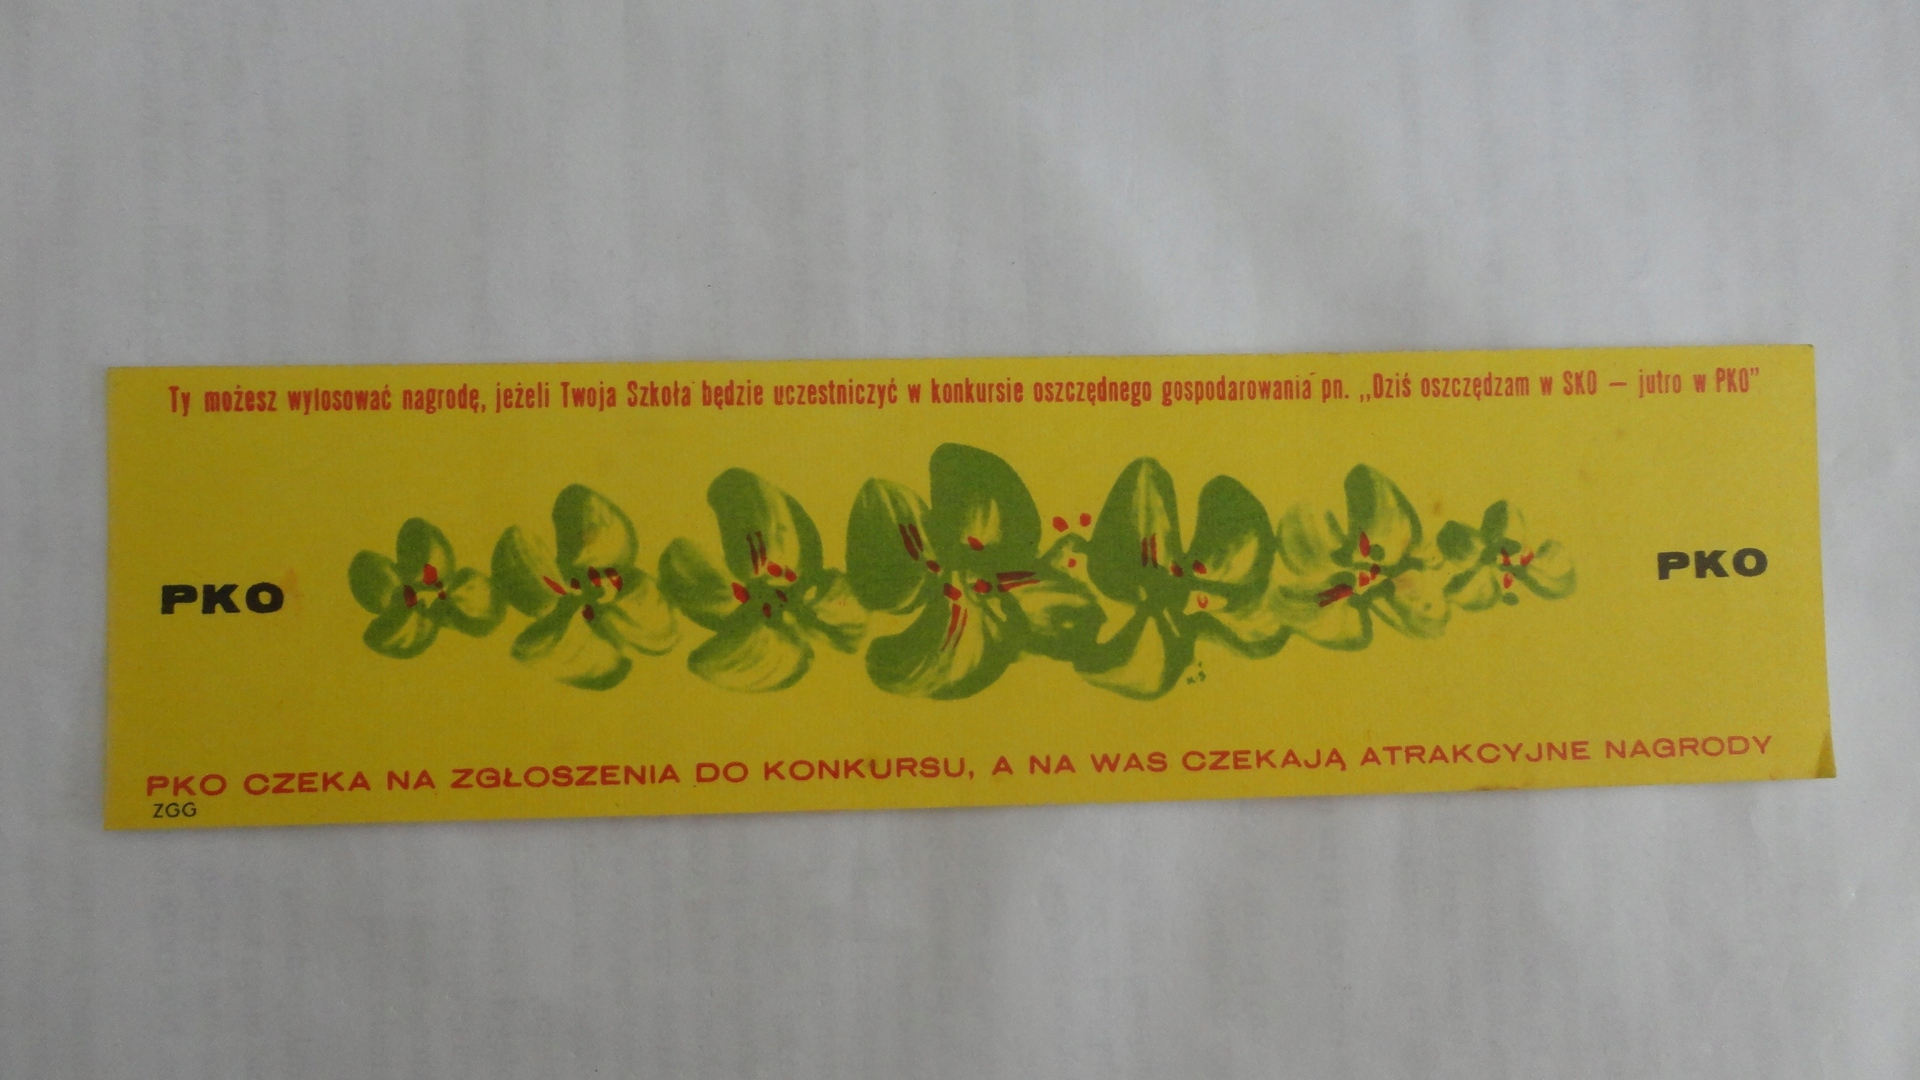 Ty możesz wylosować nagrodę, jeżeli Twoja Szkoła będzie uczestniczyć w konkursie oszczędnego gospodarowania pn. „Dziś oszczędzam w SKO — jutro w PKO”
PKO
PKO
PKO CZEKA NA ZGŁOSZENIA DO KONKURSU, A NA WAS CZEKAJĄ ATRAKCYJNE NAGRODY
ZGG